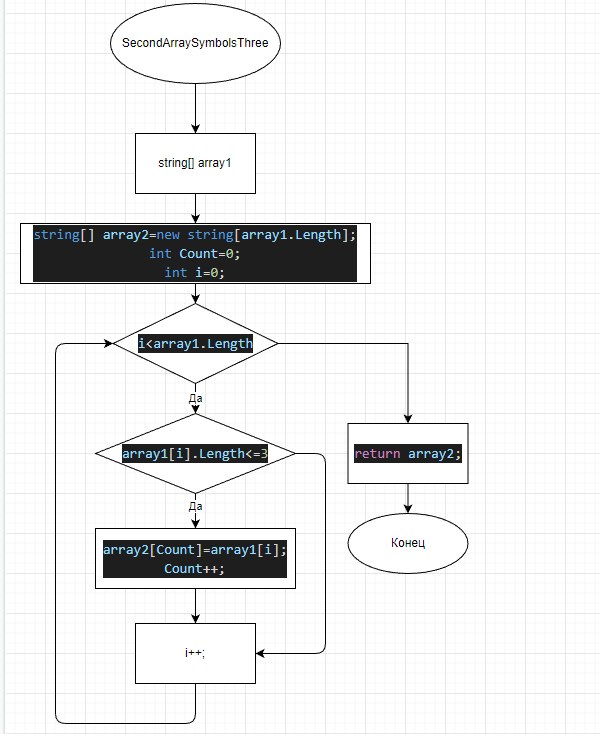 SecondArraySymbolsThree
string[] array1
string[] array2=new string[array1.Length];
int Count=0;
int i=0;
i<array1.Length
Да
array1[i].Length<=3
return array2;
Да
Конец
array2[Count]=array1[i];
Count++;
i++;